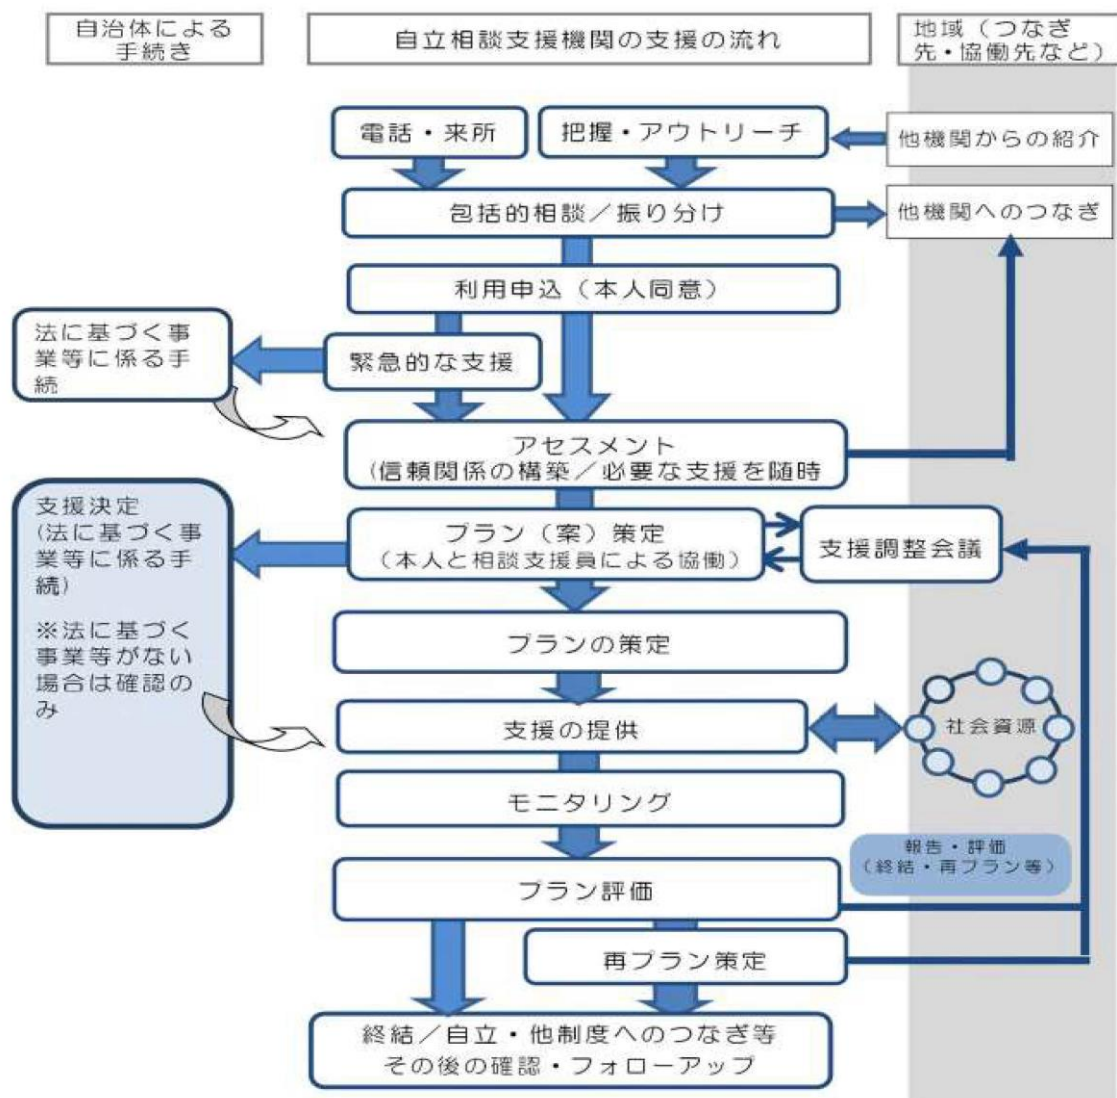 自治体による
手続き
自立相談支援機関の支援の流れ
地域（つなぎ
先・協働先など）
電話・来所
把握・アウトリーチ
他機関からの紹介
包括的相談／振り分け
他機関へのつなぎ
利用申込（本人同意）
法に基づく事
業等に係る手
続
緊急的な支援
アセスメント
(信頼関係の構築／必要な支援を随時
支援決定
(法に基づく事
業等に係る手
続)
※法に基づく
事業等がない
場合は確認の
み
プラン（案）策定
（本人と相談支援員による協働）
支援調整会議
プランの策定
支援の提供
社会資源
モニタリング
報告・評価
（終結・再プラン等）
プラン評価
再プラン策定
終結／自立・他制度へのつなぎ等
その後の確認・フォローアップ